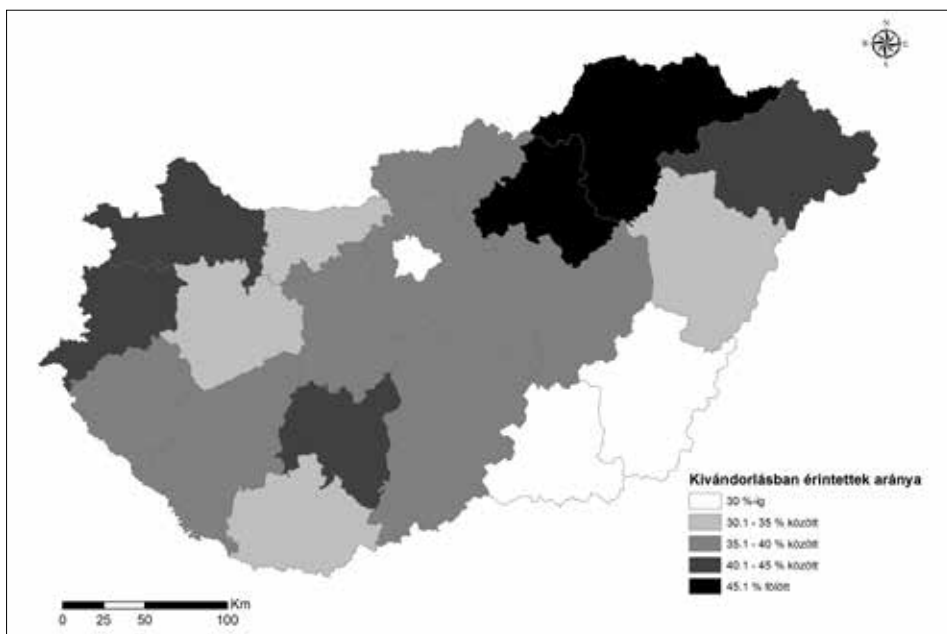 Kivándorlásban érintettek aránya
30 %-ig
30.1 - 35 % között
35.1 - 40 % között
40.1 - 45 % között
45.1 % fölött
Km
0 25 50 100